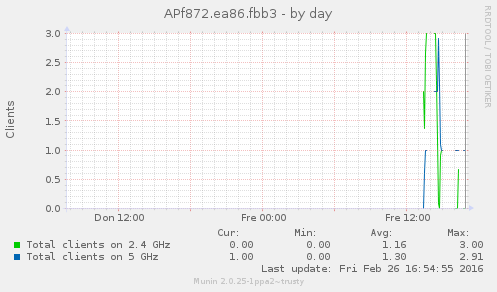 APf872.ea86.fbb3 - by day
RRDTOOL / TOBI OETIKER
Clients
3.0
2.5
2.0
1.5
1.0
0.5
0.0
Don 12:00 Fre 00:00 Fre 12:00
Cur: Min: Avg: Max:
Total clients on 2.4 GHz 0.00 0.00 1.16 3.00
Total clients on 5 GHz 1.00 0.00 1.30 2.91
Last update: Fri Feb 26 16:54:55 2016
Munin 2.0.25-1ppa2~trusty